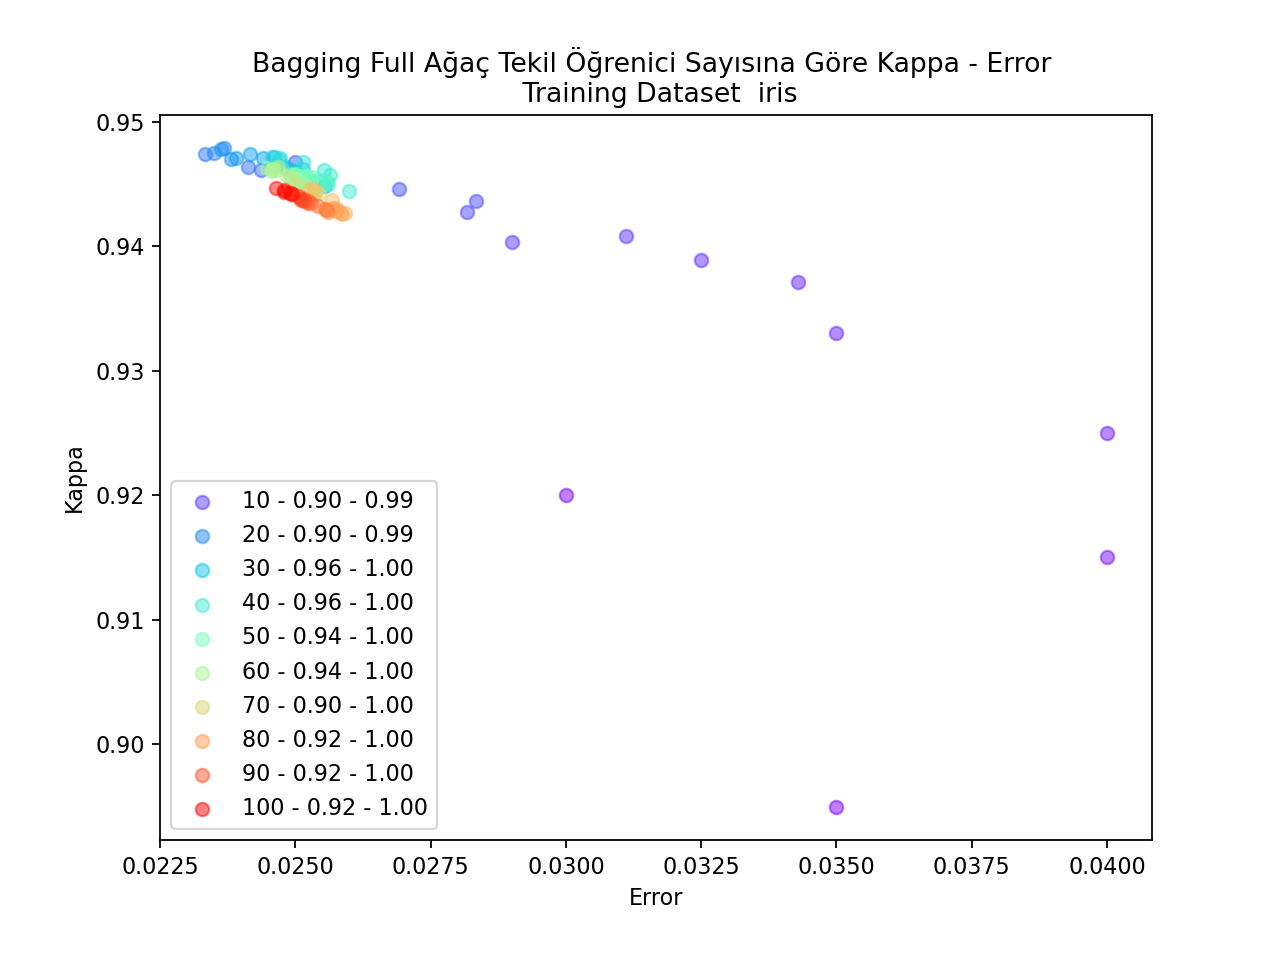 Bagging Full Ağaç Tekil Öğrenici Sayısına Göre Kappa - Error
Training Dataset  iris
0.95
0.94
0.93
0.92
0.91
0.90
Kappa
10 - 0.90 - 0.99
20 - 0.90 - 0.99
30 - 0.96 - 1.00
40 - 0.96 - 1.00
50 - 0.94 - 1.00
60 - 0.94 - 1.00
70 - 0.90 - 1.00
80 - 0.92 - 1.00
90 - 0.92 - 1.00
100 - 0.92 - 1.00
0.0225 0.0250 0.0275 0.0300 0.0325 0.0350 0.0375 0.0400
Error